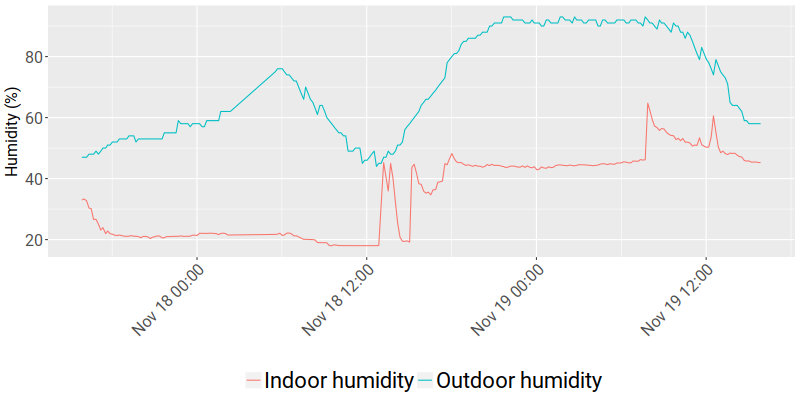 Humidity (%)
80
60
40
20
Nov 18 00:00
Nov 18 12:00
Nov 19 00:00
Nov 19 12:00
Indoor humidity
Outdoor humidity